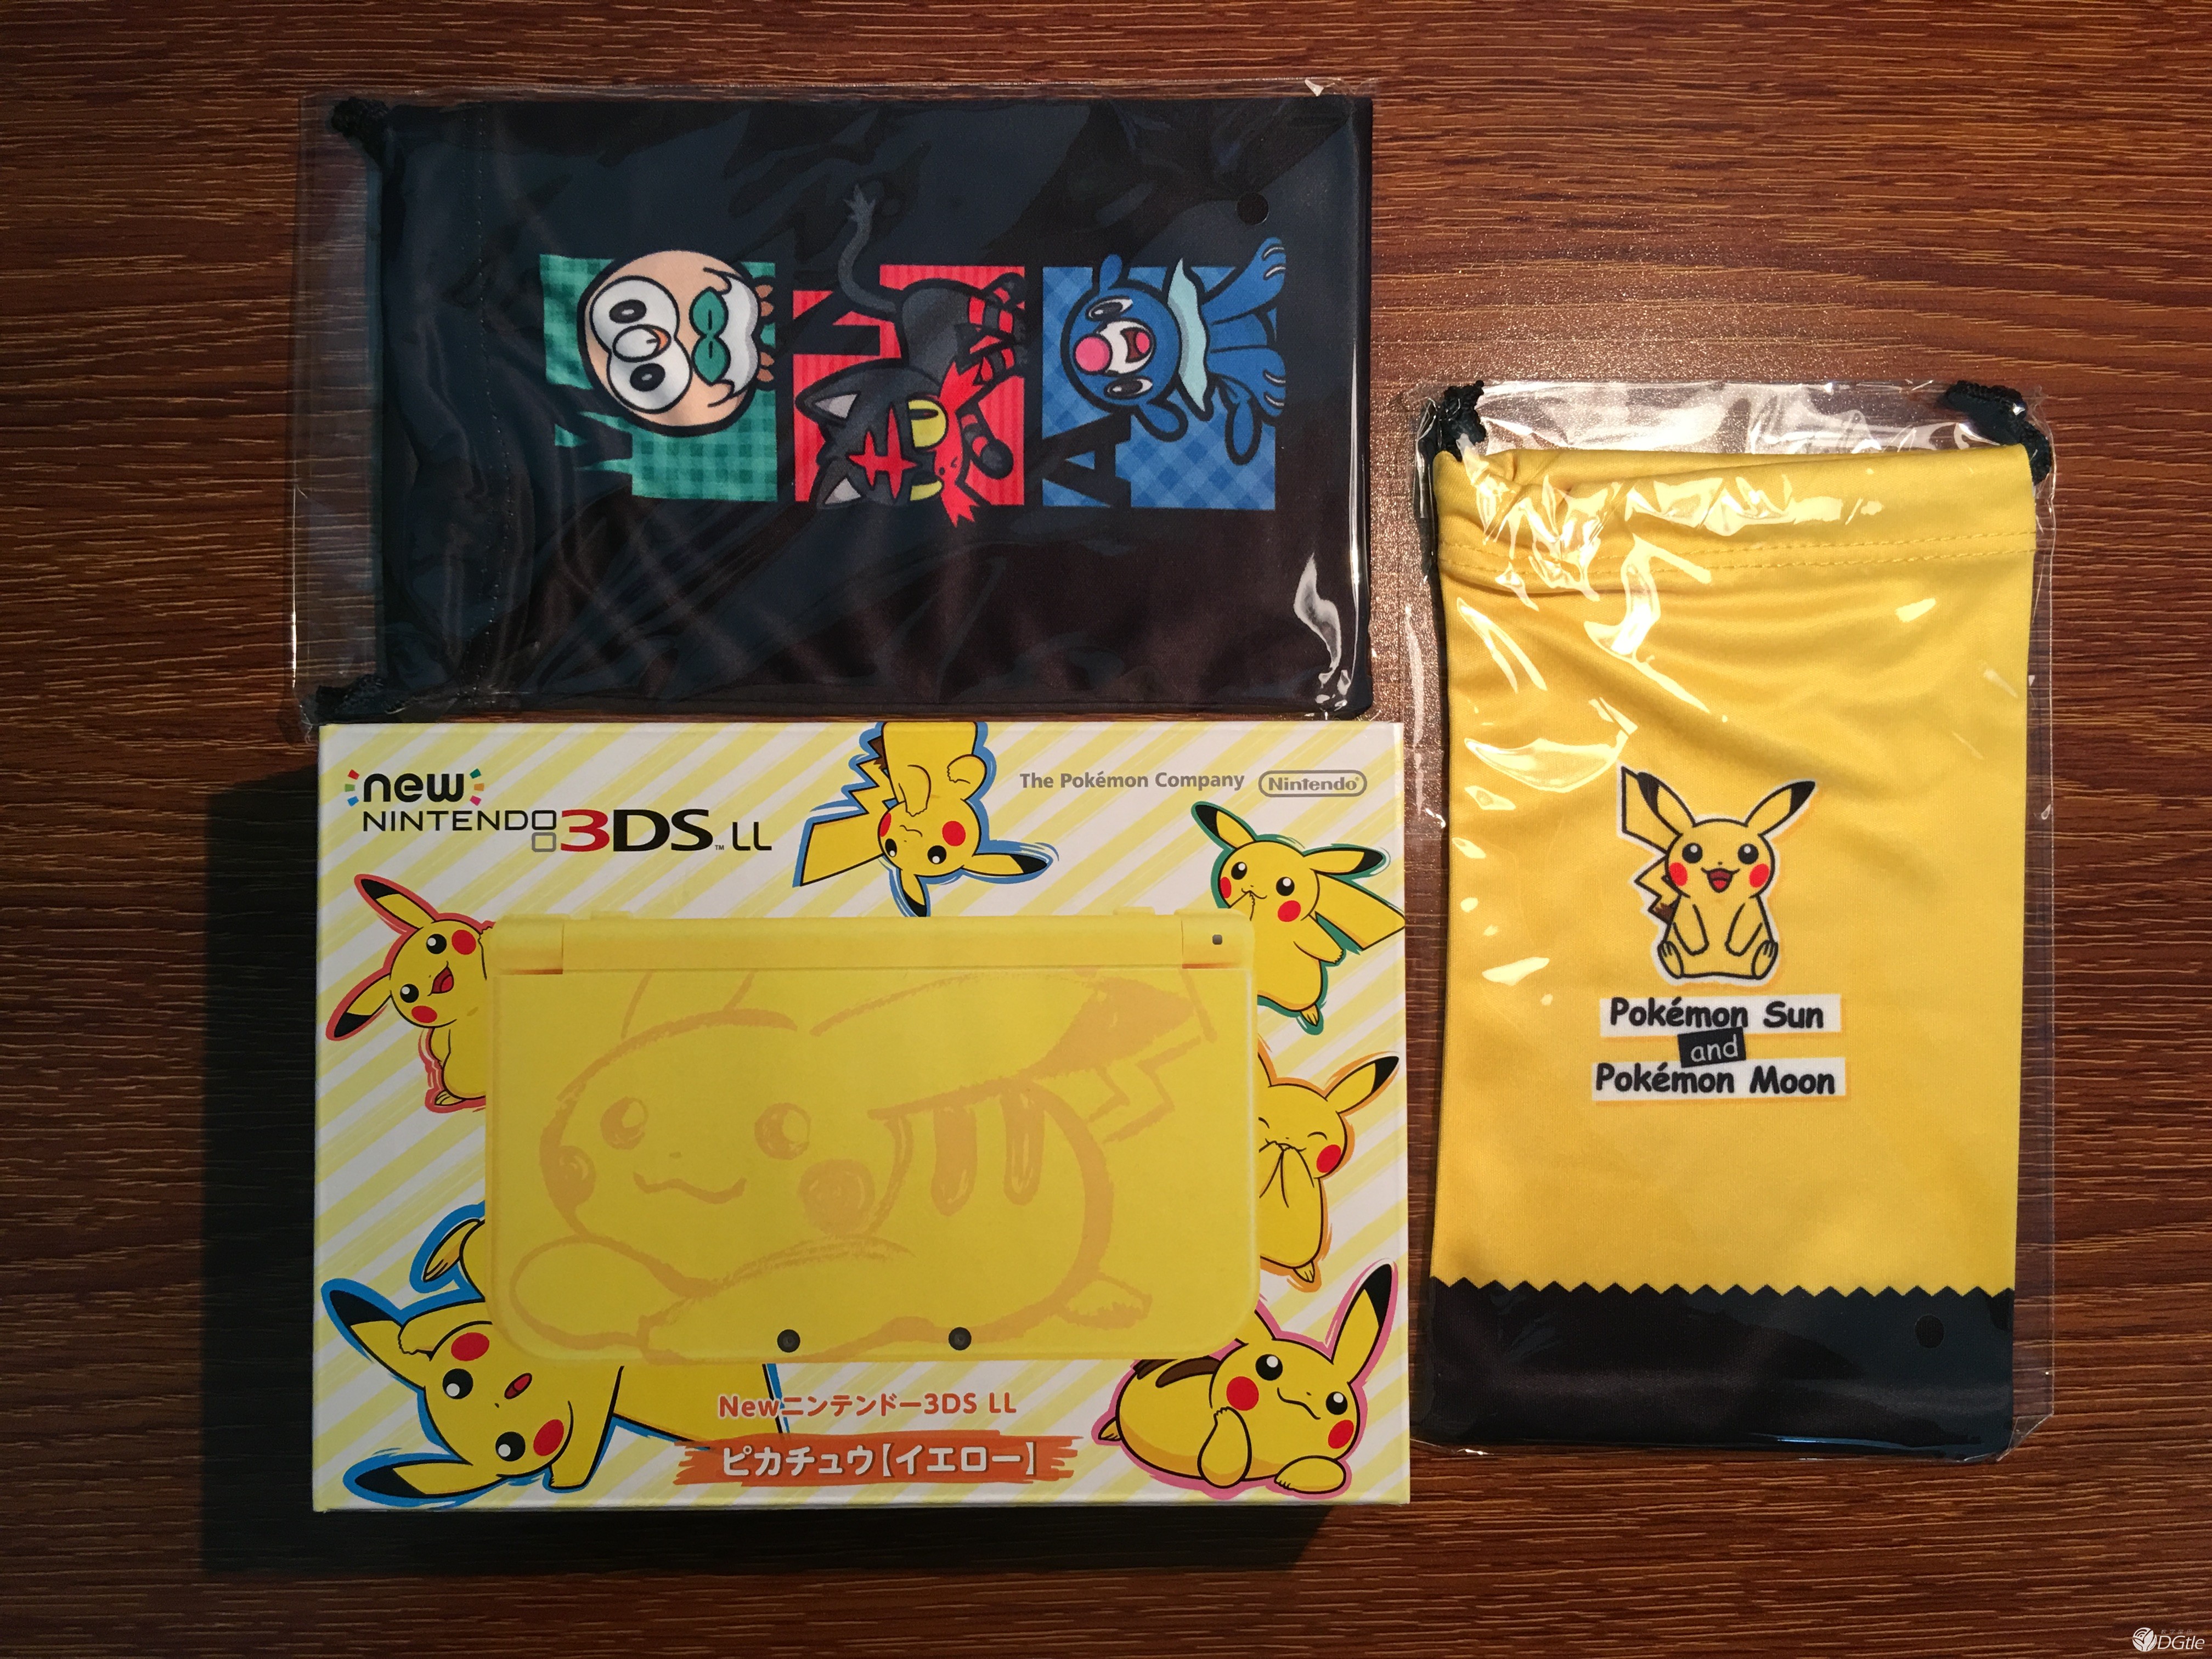 new
NINTENDO 3DS™ LL
The Pokémon Company
Nintendo®
Newニンテンドー3DS LL
ピカチュウ【イエロー】
Pokémon Sun
and
Pokémon Moon
DGtle